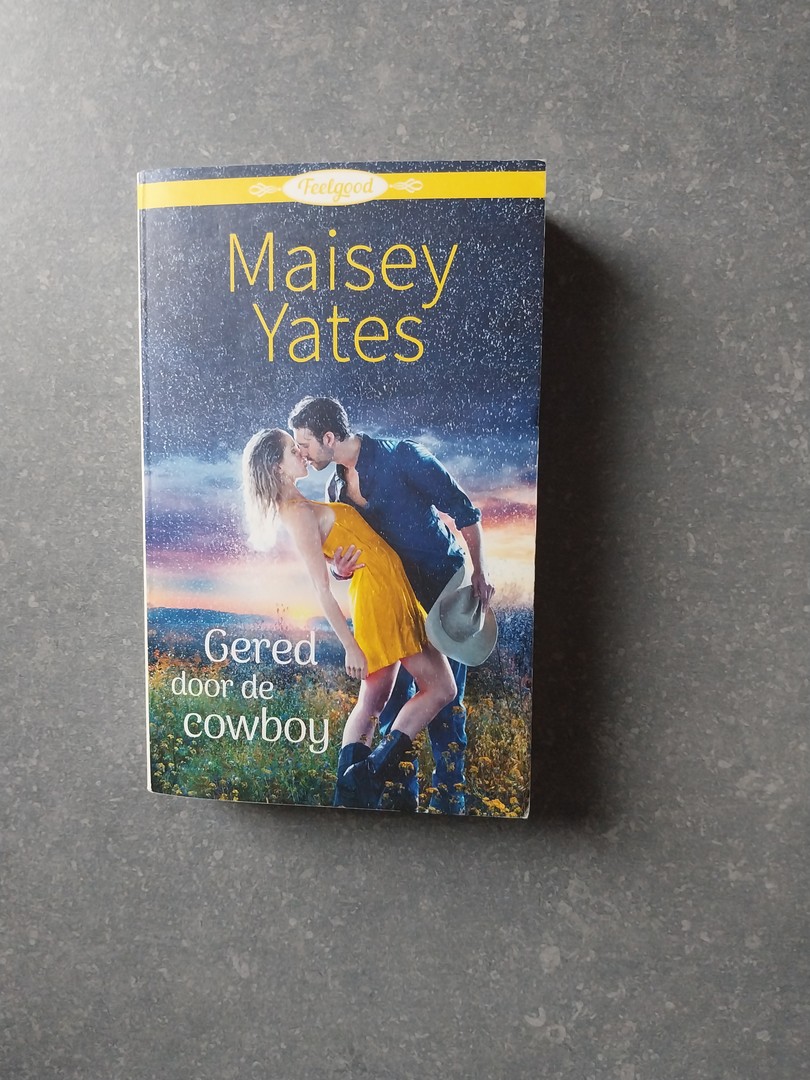 Feelgood
Maisey
Yates
Gered
door de
cowboy